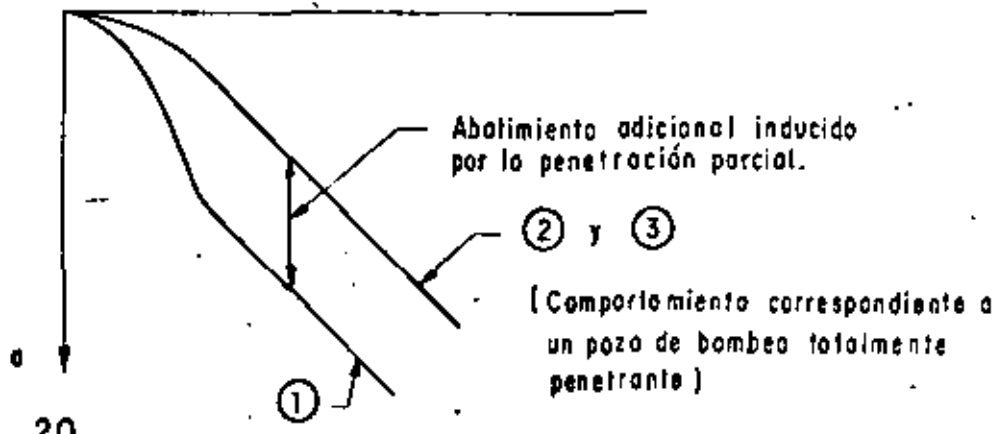 Abatimiento adicional inducido
por la penetración parcial.
② y ③
(Comportamiento correspondiente a
un pozo de bombeo totalmente
penetrante)
a
①
20